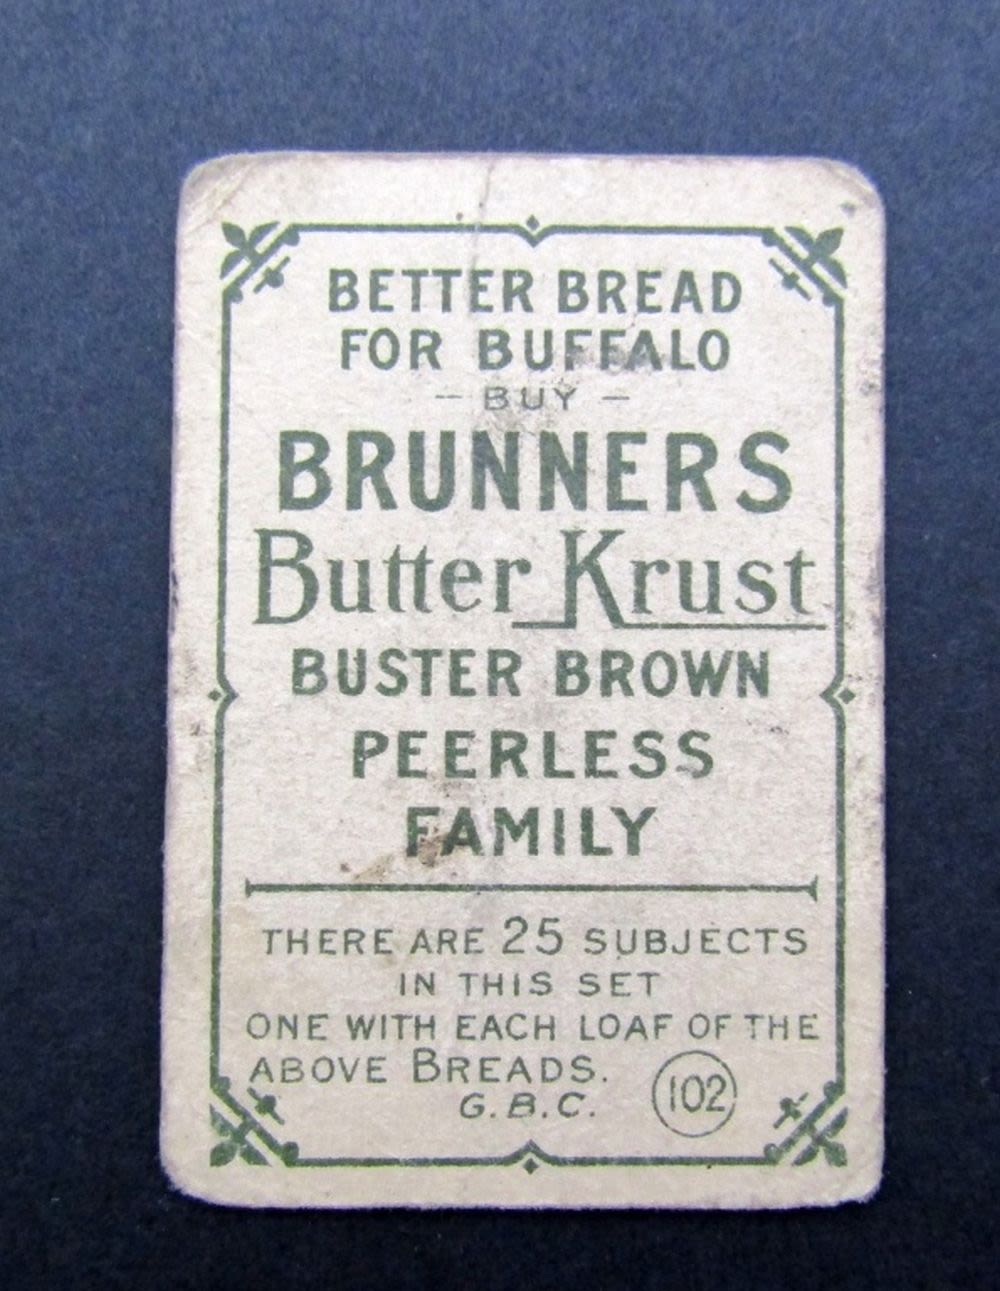 BETTER BREAD
FOR BUFFALO
- BUY -
BRUNNERS
Butter Krust
BUSTER BROWN
PEERLESS
FAMILY
THERE ARE 25 SUBJECTS
IN THIS SET
ONE WITH EACH LOAF OF THE
ABOVE BREADS.
G.B.C.
102